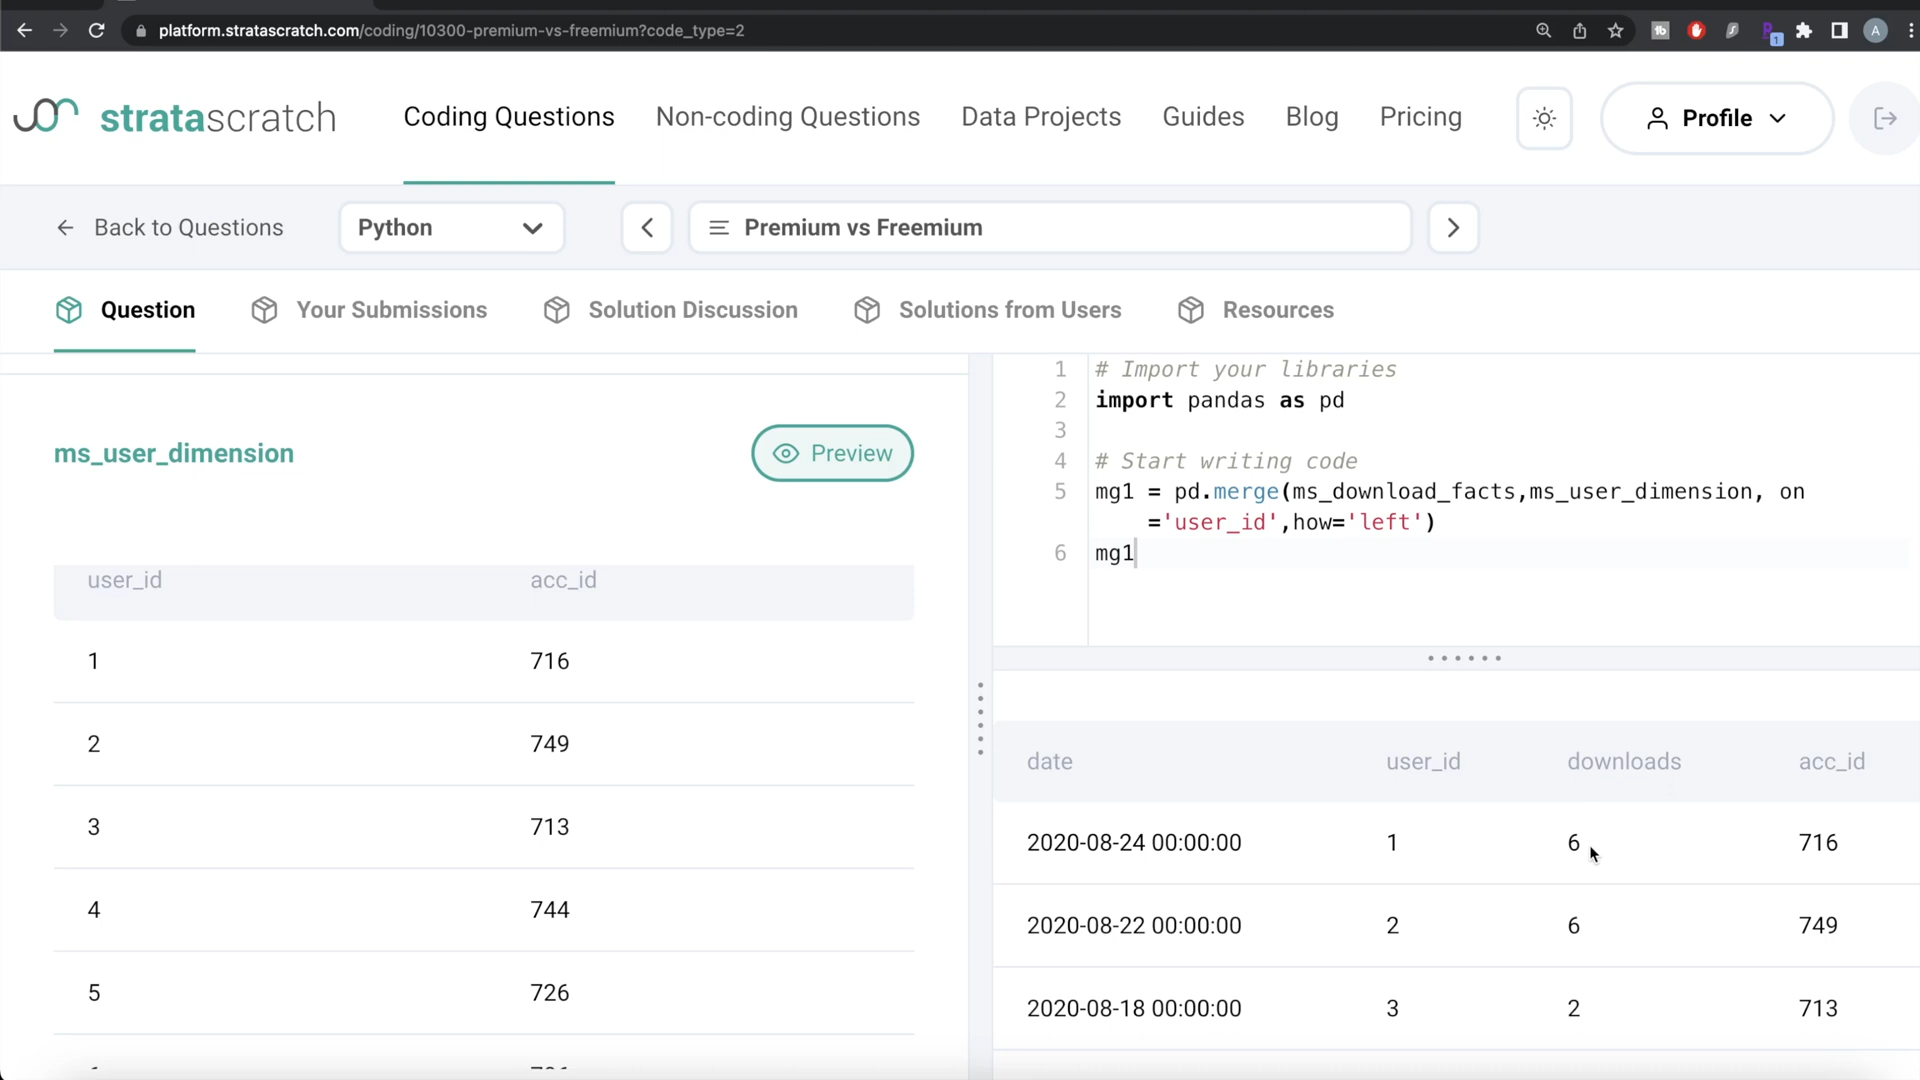 platform.stratascratch.com/coding/10300-premium-vs-freemium?code_type=2
1
A
stratascratch
Coding Questions
Non-coding Questions
Data Projects
Guides
Blog
Pricing
Profile
Back to Questions
Python
Premium vs Freemium
Question
Your Submissions
Solution Discussion
Solutions from Users
Resources
ms_user_dimension
Preview
user_id acc_id
1 716
2 749
3 713
4 744
5 726
1 # Import your libraries
2 import pandas as pd
3
4 # Start writing code
5 mg1 = pd.merge(ms_download_facts,ms_user_dimension, on
='user_id',how='left')
6 mg1
date user_id downloads acc_id
2020-08-24 00:00:00 1 6 716
2020-08-22 00:00:00 2 6 749
2020-08-18 00:00:00 3 2 713